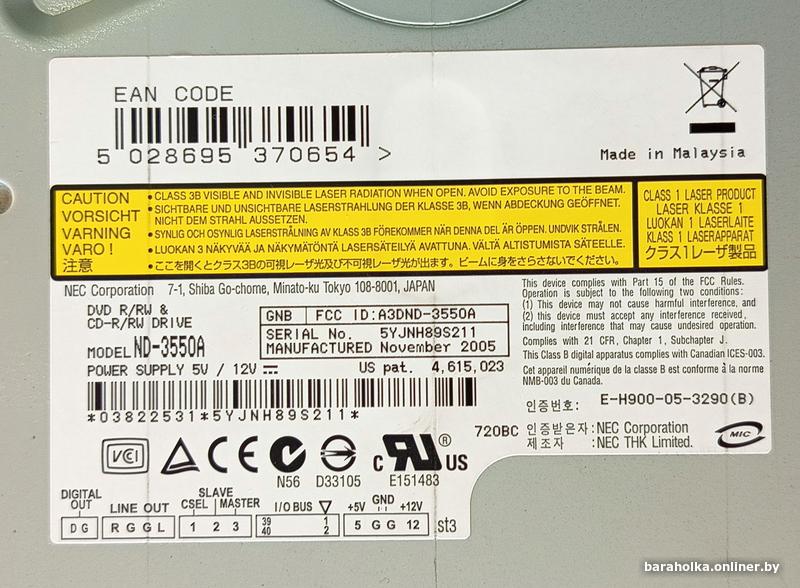 EAN CODE
5 028695 370654 >
Made in Malaysia
CAUTION
VORSICHT
VARNING
VARO !
注意
• CLASS 3B VISIBLE AND INVISIBLE LASER RADIATION WHEN OPEN. AVOID EXPOSURE TO THE BEAM.
• SICHTBARE UND UNSICHTBARE LASERSTRAHLUNG DER KLASSE 3B, WENN ABDECKUNG GEÖFFNET.
NICHT DEM STRAHL AUSSETZEN.
• SYNLIG OCH OSYNLIG LASERSTRÅLNING AV KLASS 3B FÖREKOMMER NÄR DENNA DEL ÄR ÖPPEN. UNDVIK STRÅLEN.
• LUOKAN 3 NÄKYVÄÄ JA NÄKYMÄTÖNTÄ LASERSÄTEILYÄ AVATTUNA. VÄLTÄ ALTISTUMISTA SÄTEELLE.
• ここを開くとクラス3Bの可視レーザ光及び不可視レーザ光が出ます。ビームに身をさらさないでください。
CLASS 1 LASER PRODUCT
LASER KLASSE 1
LUOKAN 1 LASERLAITE
KLASS 1 LASERAPPARAT
クラス1レーザ製品
NEC Corporation 7-1, Shiba Go-chome, Minato-ku Tokyo 108-8001, JAPAN
DVD R/RW &
CD-R/RW DRIVE
MODEL ND-3550A
POWER SUPPLY 5V / 12V
GNB FCC ID:A3DND-3550A
SERIAL No. 5YJNH89S211
MANUFACTURED November 2005
US pat. 4,615,023
*03822531*5YJNH89S211*
This device complies with Part 15 of the FCC Rules.
Operation is subject to the following two conditions:
(1) This device may not cause harmful interference, and
(2) this device must accept any interference received,
including interference that may cause undesired operation.
Complies with 21 CFR, Chapter 1, Subchapter J.
This Class B digital apparatus complies with Canadian ICES-003.
Cet appareil numérique de la classe B est conforme à la norme
NMB-003 du Canada.
인증번호: E-H900-05-3290(B)
720BC 인증받은자:NEC Corporation
제조자:NEC THK Limited.
MIC
VCI
CE
N56
D33105
c UR ® US
E151483
DIGITAL
OUT
D G
LINE OUT
R G G L
SLAVE
CSEL MASTER
1 2 3
I/O BUS
39 1
40 2
+5V GND +12V
5 G G 12
st3
baraholka.onliner.by